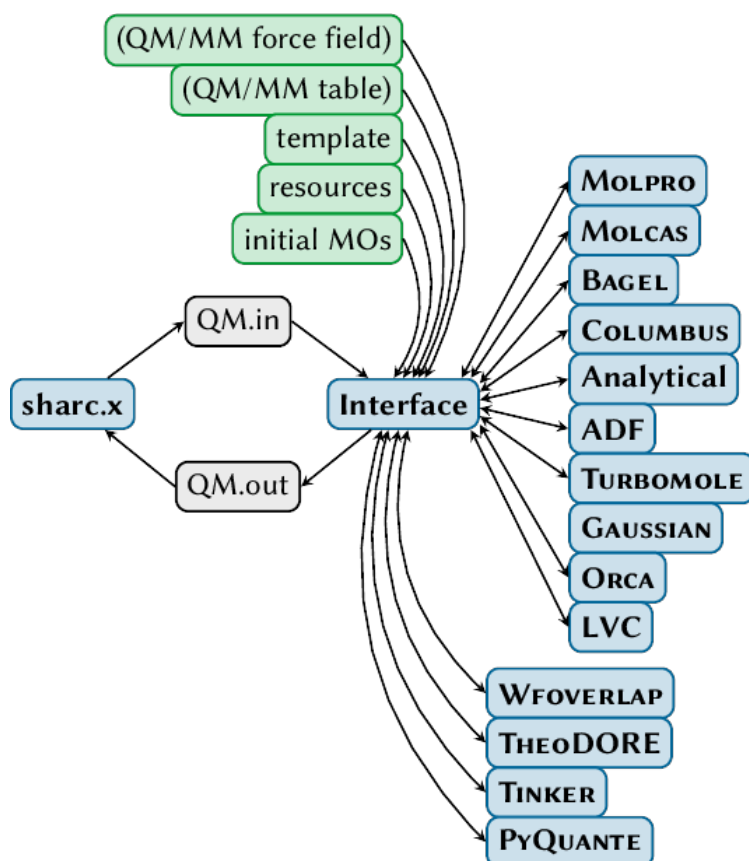 (QM/MM force field)
(QM/MM table)
template
resources
initial MOs
QM.in
sharc.x
QM.out
Interface
MOLPRO
MOLCAS
BAGEL
COLUMBUS
Analytical
ADF
TURBOMOLE
GAUSSIAN
ORCA
LVC
WFOVERLAP
THEODORE
TINKER
PYQUANTE